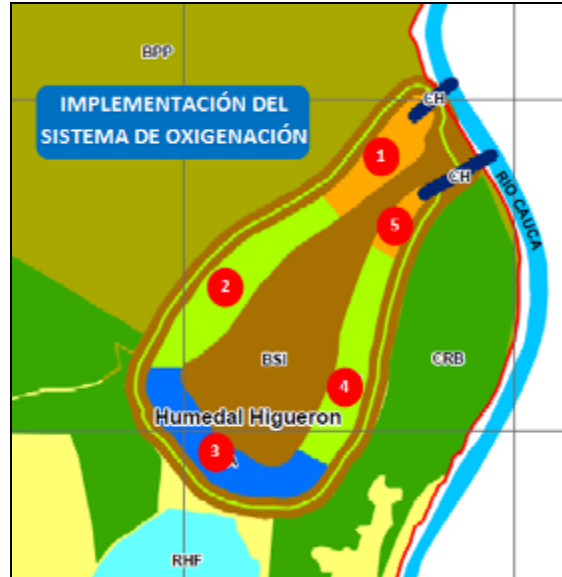 BPP
IMPLEMENTACIÓN DEL
SISTEMA DE OXIGENACIÓN
CH
1
CH
RIO CAUCA
5
2
BSI
CRB
4
Humedal Higueron
3
RHF